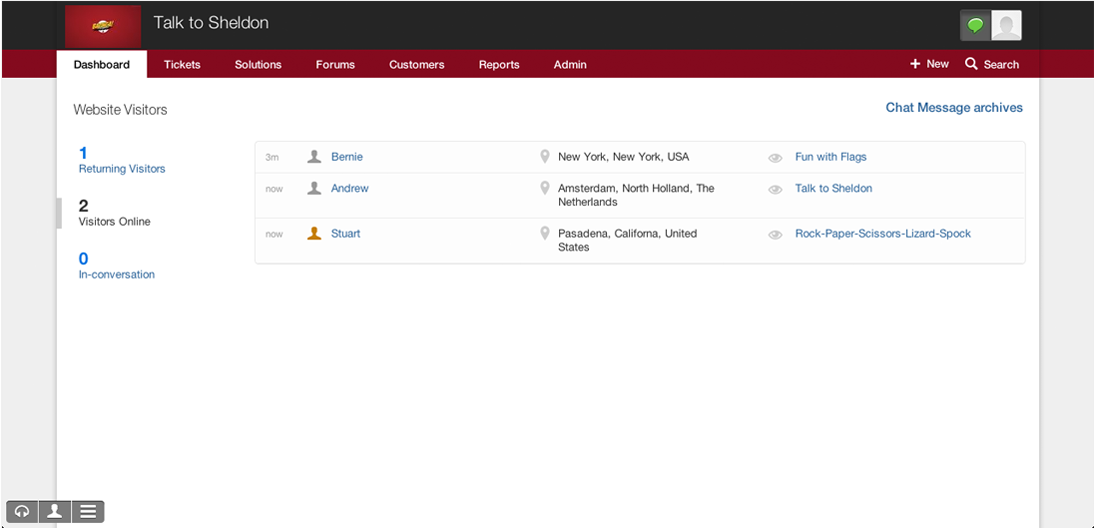 BAZINGA!
Talk to Sheldon
Dashboard Tickets Solutions Forums Customers Reports Admin + New Search
Website Visitors
Chat Message archives
1
Returning Visitors
2
Visitors Online
0
In-conversation
3m Bernie New York, New York, USA Fun with Flags
now Andrew Amsterdam, North Holland, The Talk to Sheldon
Netherlands
now Stuart Pasadena, Californa, United Rock-Paper-Scissors-Lizard-Spock
States